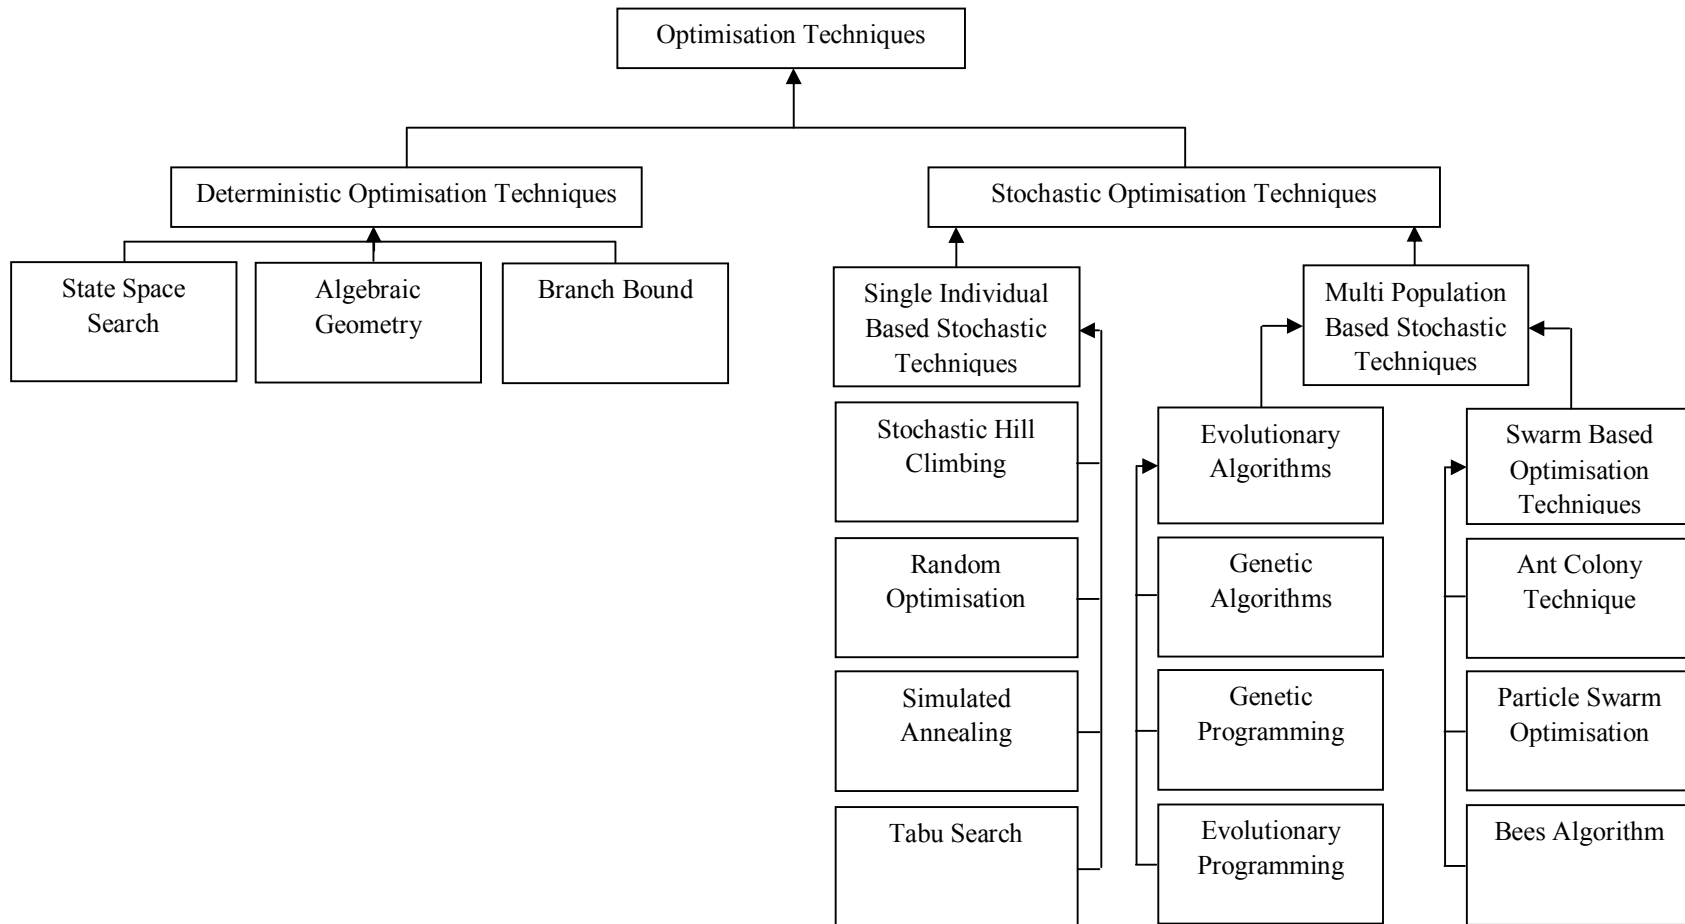 Optimisation Techniques
Deterministic Optimisation Techniques
Stochastic Optimisation Techniques
State Space
Search
Algebraic
Geometry
Branch Bound
Single Individual
Based Stochastic
Techniques
Multi Population
Based Stochastic
Techniques
Stochastic Hill
Climbing
Evolutionary
Algorithms
Swarm Based
Optimisation
Techniques
Random
Optimisation
Genetic
Algorithms
Ant Colony
Technique
Simulated
Annealing
Genetic
Programming
Particle Swarm
Optimisation
Tabu Search
Evolutionary
Programming
Bees Algorithm